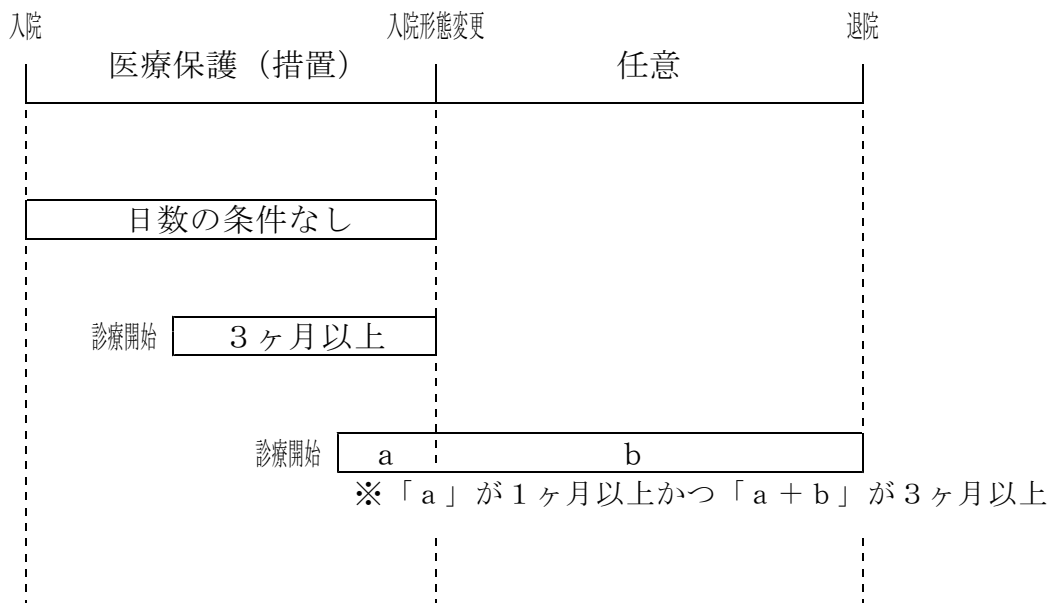 入院 入院形態変更 退院
医療保護（措置） 任意
日数の条件なし
診療開始 ３ヶ月以上
診療開始 ａ ｂ
※「ａ」が１ヶ月以上かつ「ａ＋ｂ」が３ヶ月以上